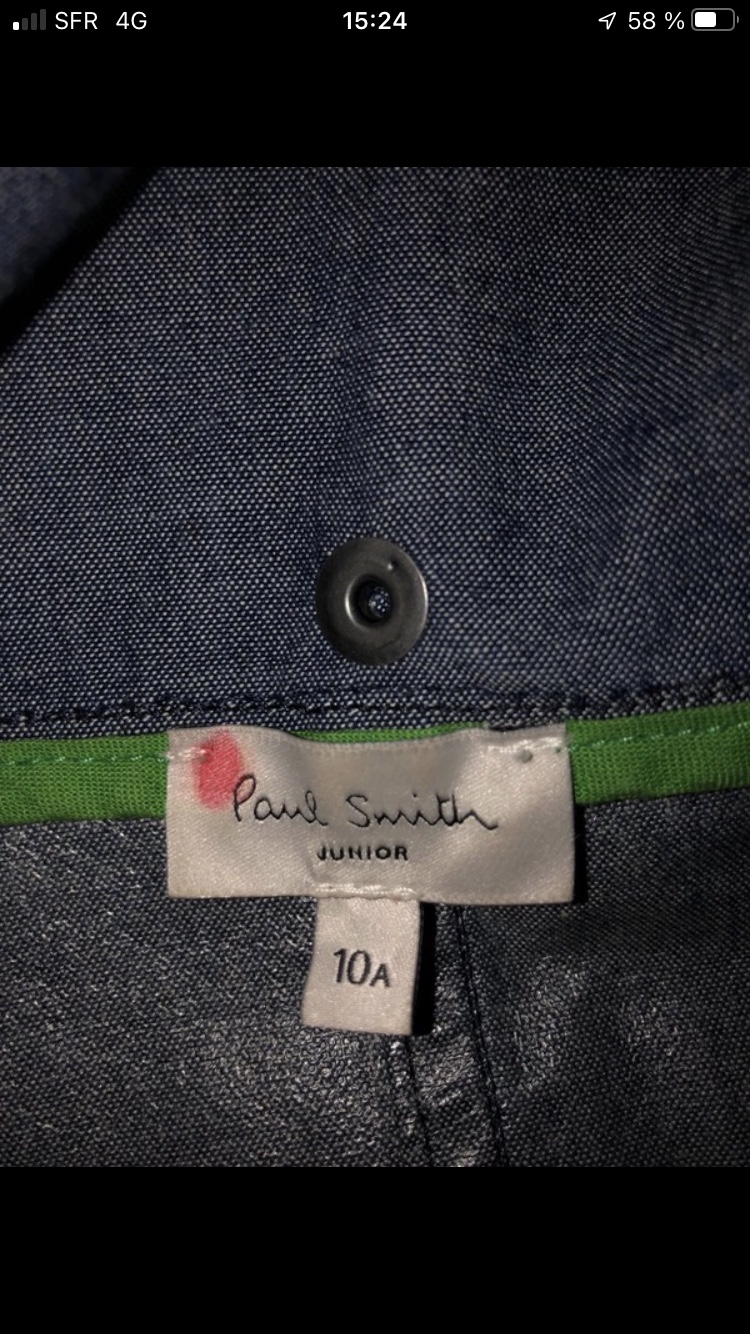 SFR 4G 15:24 58 %
Paul Smith
JUNIOR
10A